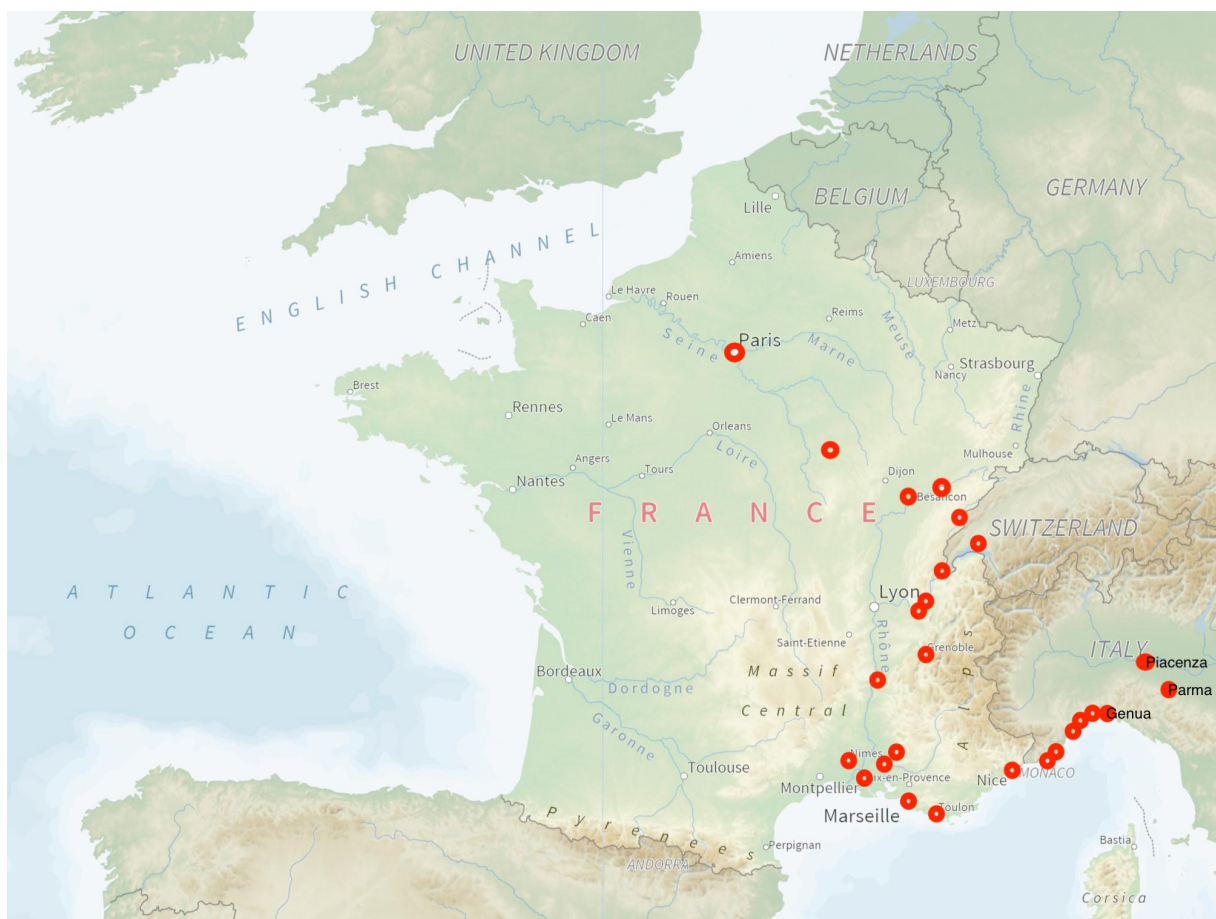 UNITED KINGDOM
NETHERLANDS
GERMANY
BELGIUM
Lille
ENGLISH CHANNEL
Amiens
LUXEMBOURG
Le Havre
Rouen
Caen
Reims
Metz
Seine
Paris
Marne
Meuse
Strasbourg
Nancy
Brest
Rhine
Rennes
Le Mans
Orleans
Loire
Mulhouse
Angers
Tours
Dijon
Nantes
Besancon
FRANCE
SWITZERLAND
Vienne
ATLANTIC
OCEAN
Lyon
Clermont-Ferrand
Limoges
Saint-Etienne
Rhône
Grenoble
Alps
ITALY
Piacenza
Bordeaux
Massif
Dordogne
Parma
Central
Garonne
Genua
Nimes
Toulouse
Aix-en-Provence
Montpellier
Nice
MONACO
Marseille
Toulon
Pyrenees
Perpignan
Bastia
ANDORRA
Corsica